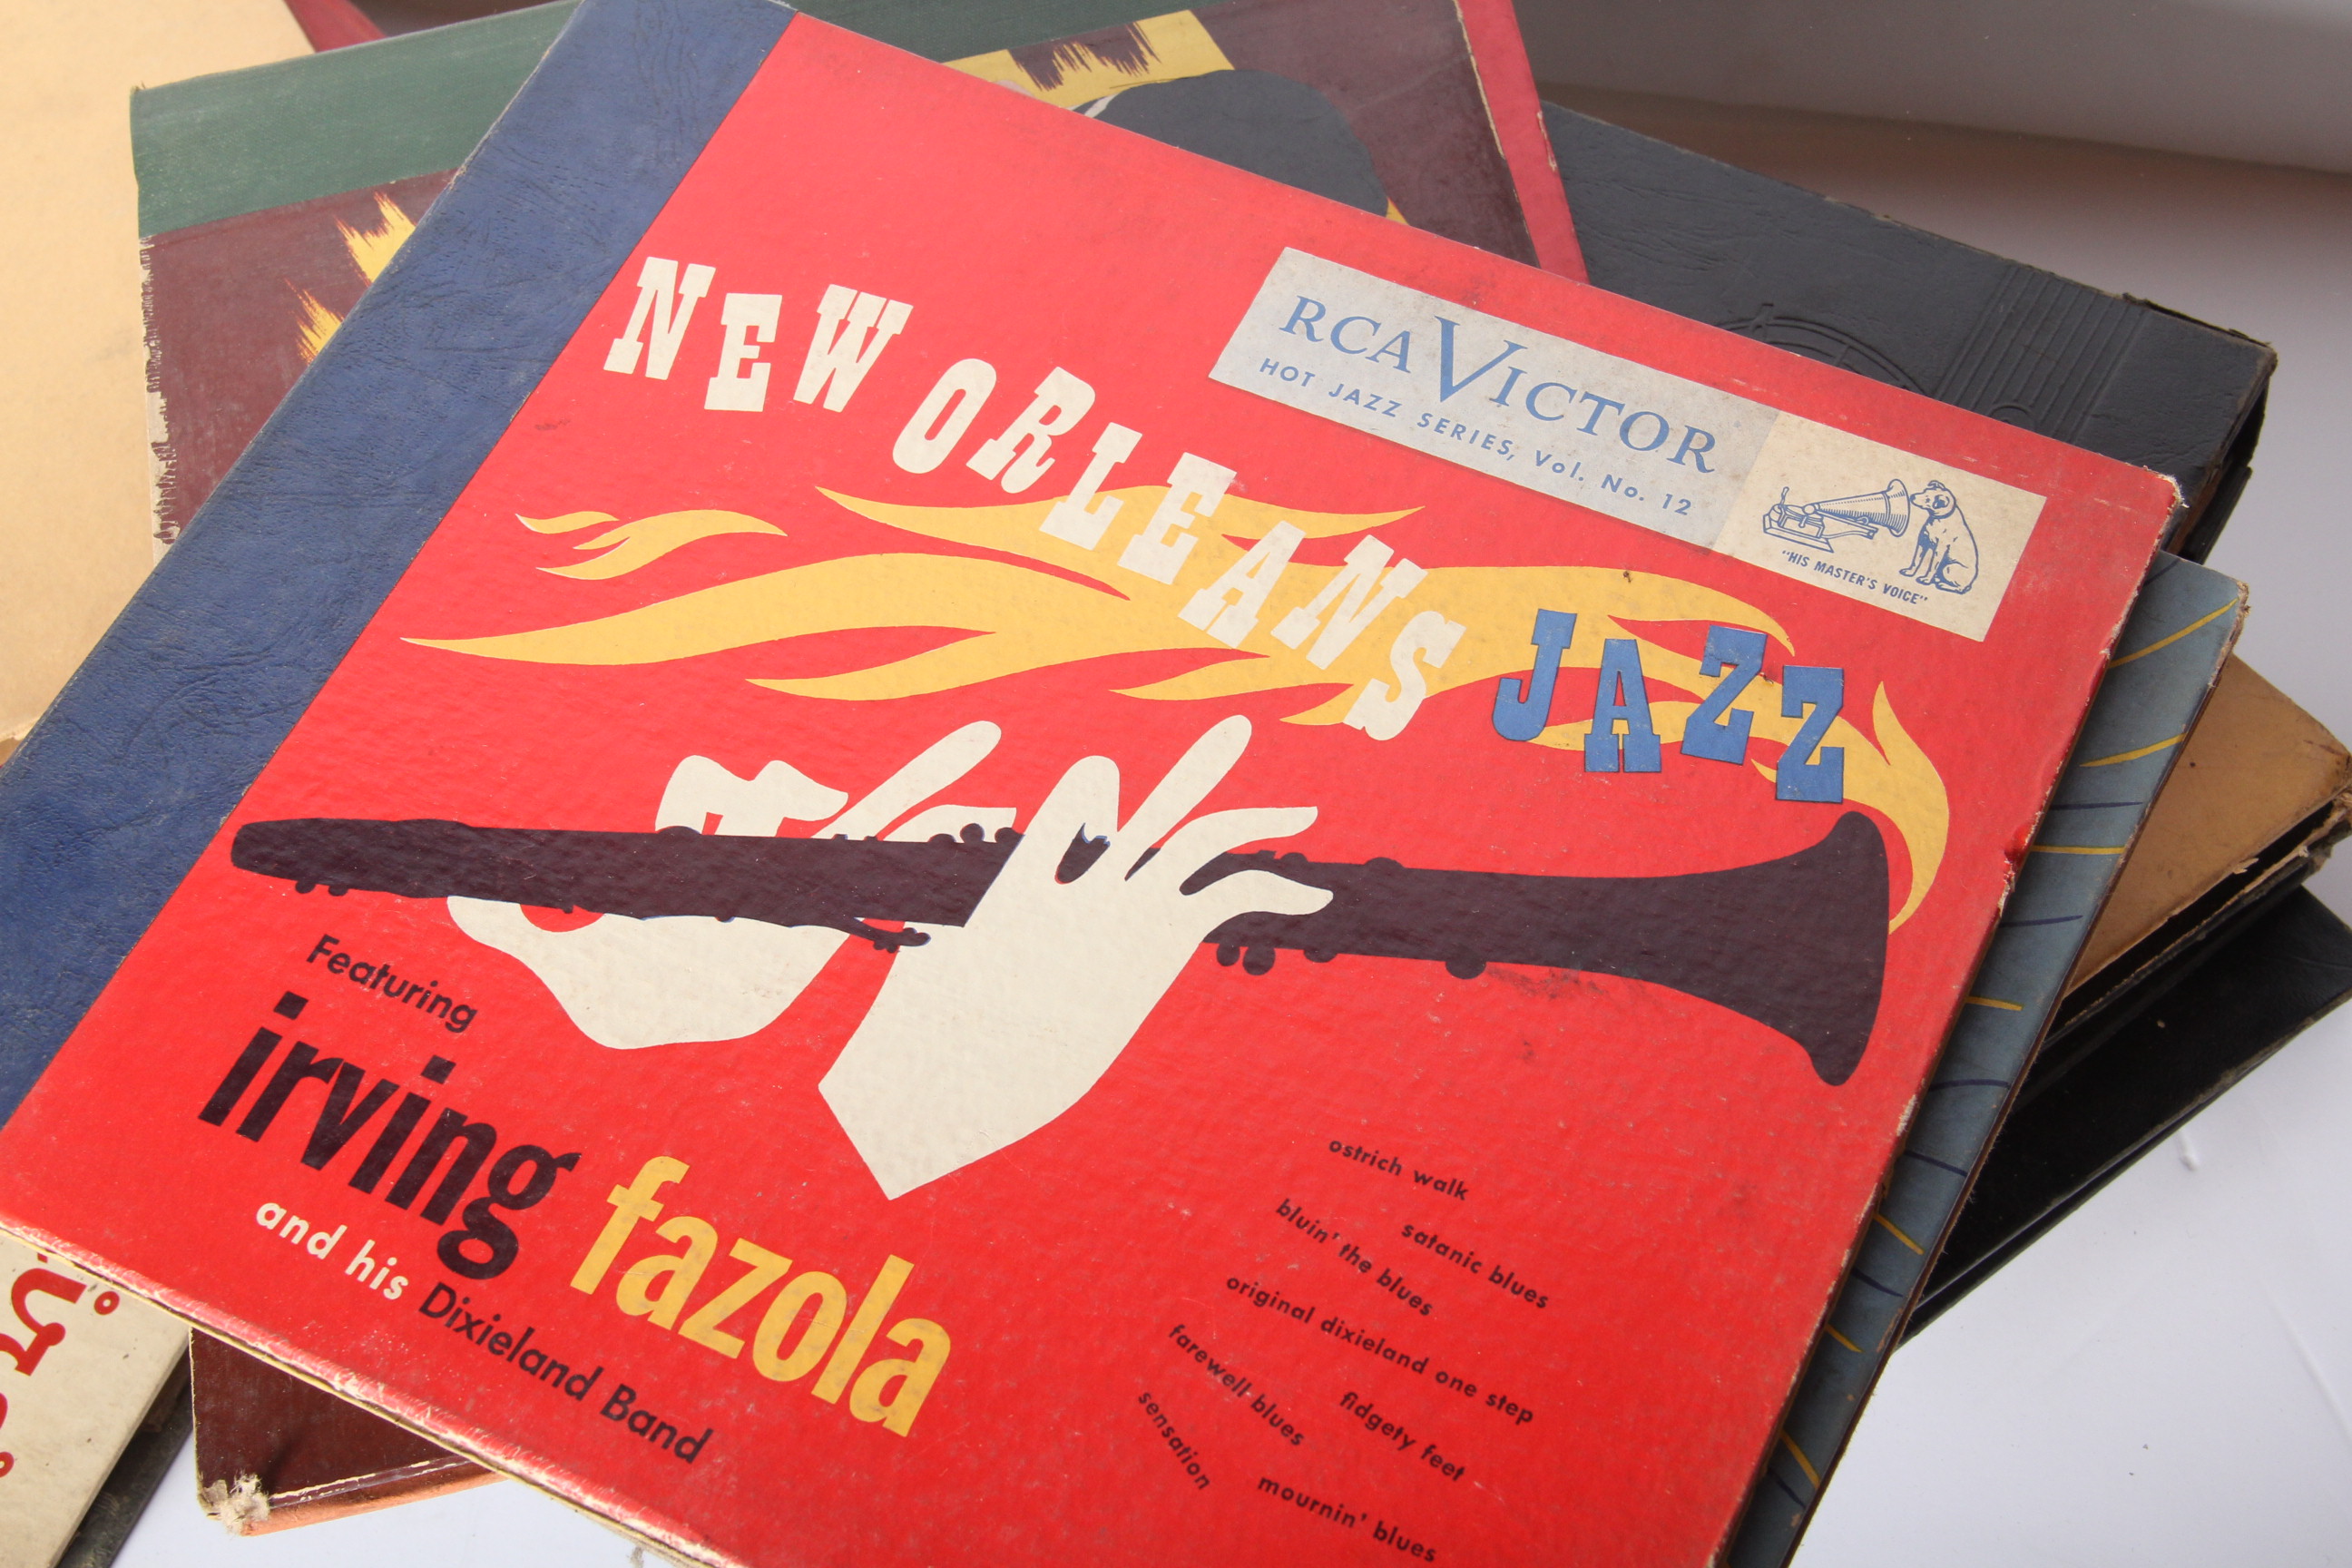 NEW ORLEANS JAZZ
RCA VICTOR
HOT JAZZ SERIES, Vol. No. 12
"HIS MASTER'S VOICE"
Featuring
irving fazola
and his Dixieland Band
ostrich walk
satanic blues
bluin' the blues
original dixieland one step
fidgety feet
farewell blues
sensation
mournin' blues